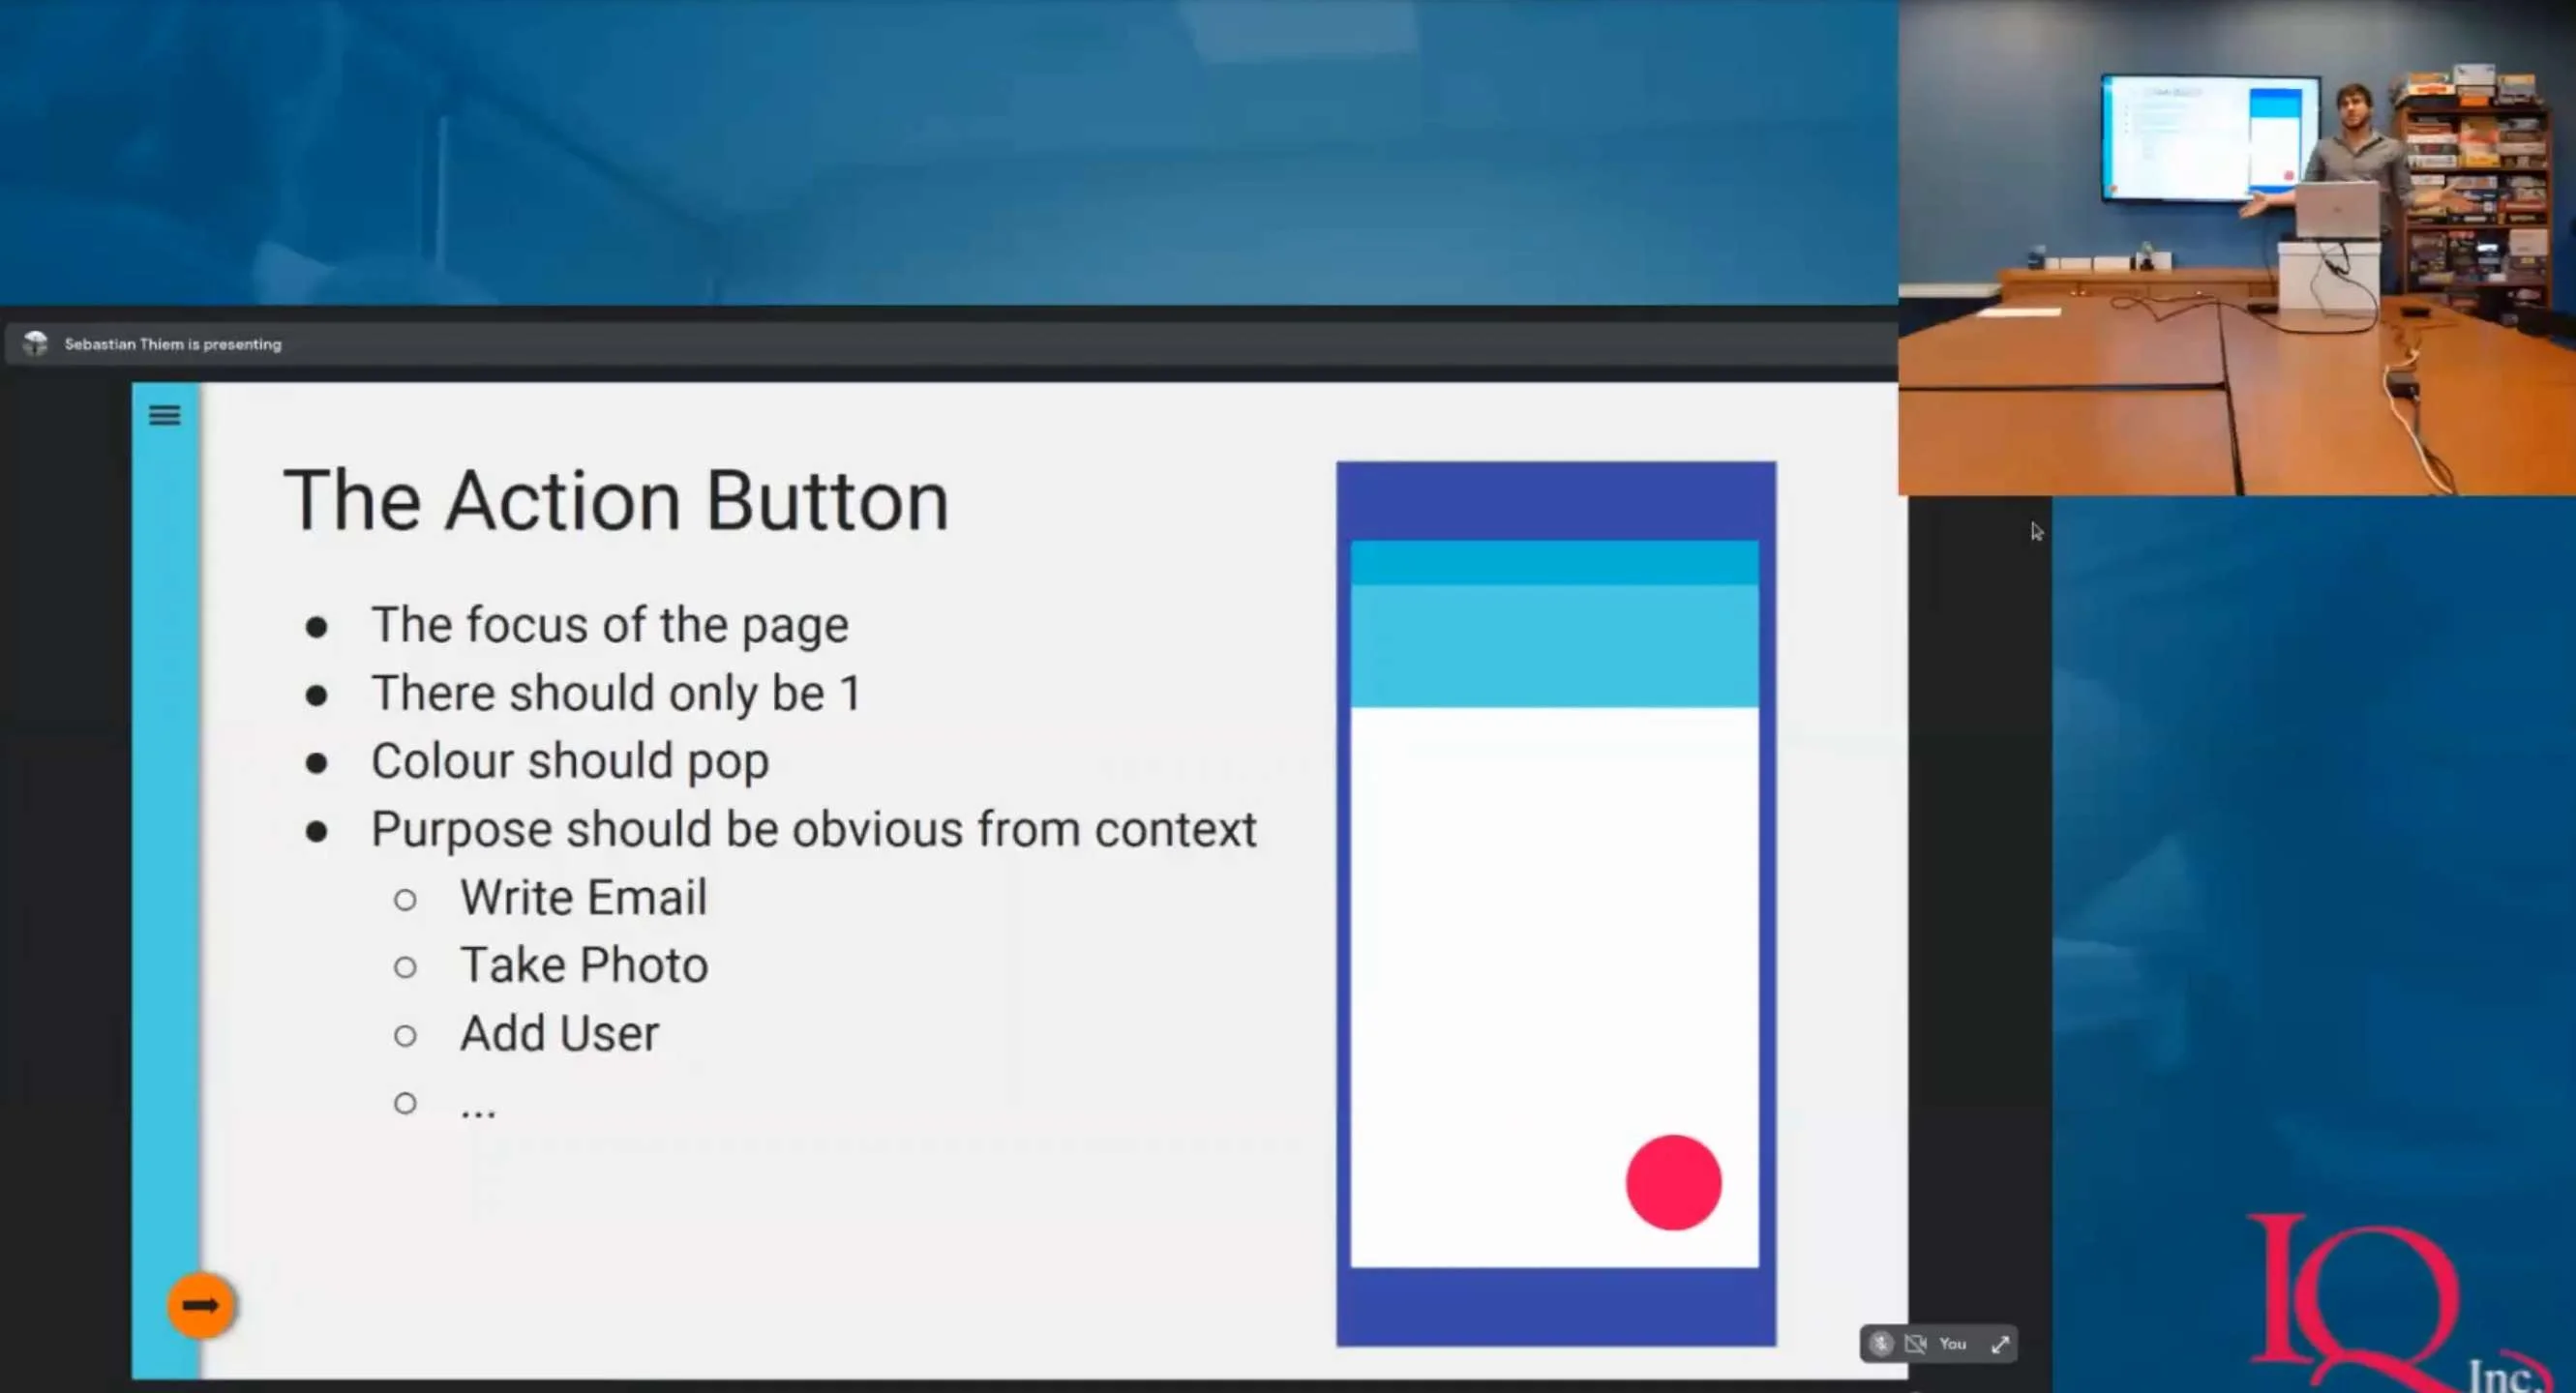 Sebastian Thiem is presenting
The Action Button
● The focus of the page
● There should only be 1
● Colour should pop
● Purpose should be obvious from context
○ Write Email
○ Take Photo
○ Add User
○ ...
You
IQ
Inc.